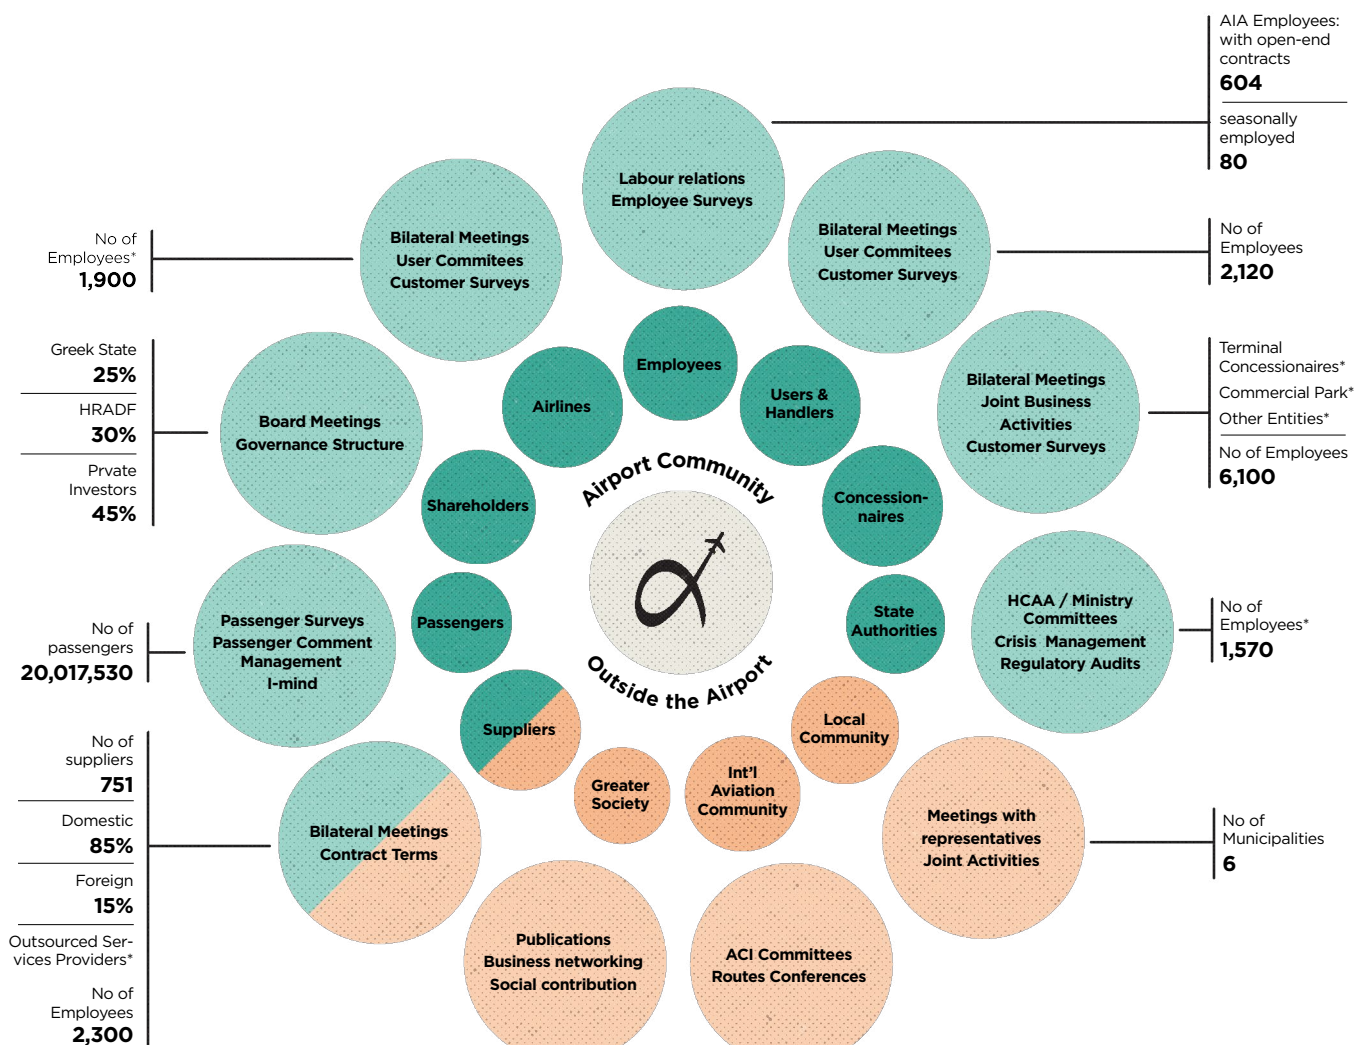 AIA Employees:
with open-end
contracts
604
seasonally
employed
80
Labour relations
Employee Surveys
Bilateral Meetings
User Commitees
Customer Surveys
No of
Employees*
1,900
Bilateral Meetings
User Commitees
Customer Surveys
No of
Employees
2,120
Greek State
25%
HRADF
30%
Prvate
Investors
45%
Board Meetings
Governance Structure
Airlines
Employees
Users &
Handlers
Bilateral Meetings
Joint Business
Activities
Customer Surveys
Terminal
Concessionaires*
Commercial Park*
Other Entities*
No of Employees
6,100
Shareholders
Airport Community
Concession-
naires
No of
passengers
20,017,530
Passenger Surveys
Passenger Comment
Management
I-mind
Passengers
State
Authorities
HCAA / Ministry
Committees
Crisis Management
Regulatory Audits
No of
Employees*
1,570
Outside the Airport
Suppliers
Greater
Society
Int'l
Aviation
Community
Local
Community
No of
suppliers
751
Domestic
85%
Foreign
15%
Outsourced Ser-
vices Providers*
No of
Employees
2,300
Bilateral Meetings
Contract Terms
Meetings with
representatives
Joint Activities
No of
Municipalities
6
Publications
Business networking
Social contribution
ACI Committees
Routes Conferences